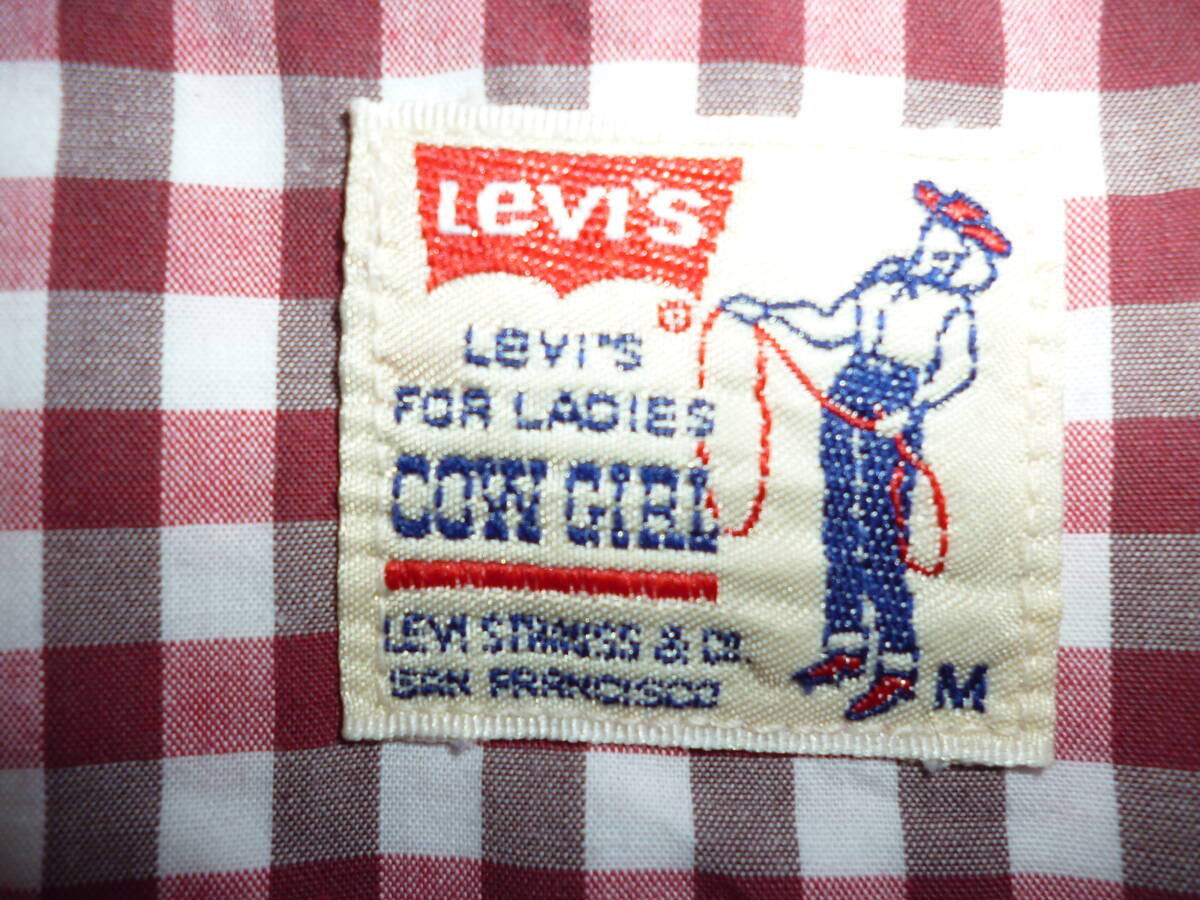 LeVI'S
®
LeVI'S
FOR LADIES
COW GIRL
LEVI STRAUSS & CO.
SAN FRANCISCO
M